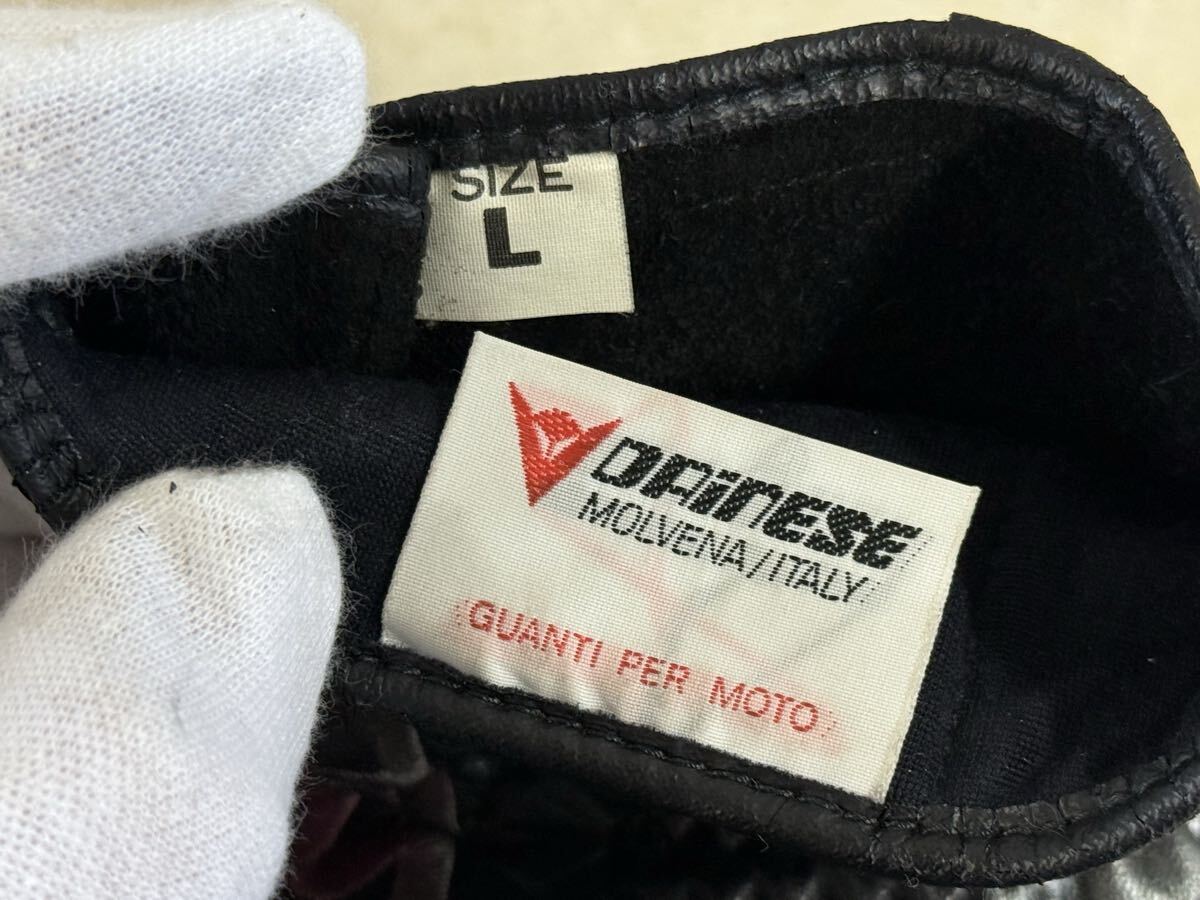 SIZE
L
DAINESE
MOLVENA/ITALY
GUANTI PER MOTO